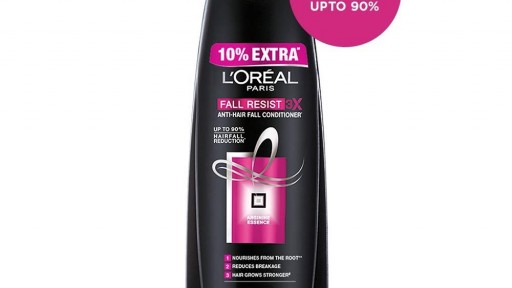 UPTO 90%
10% EXTRA*
L'ORÉAL
PARIS
FALL RESIST 3X
ANTI-HAIR FALL CONDITIONER*
UP TO 90%
HAIRFALL
REDUCTION*
ARGININE
ESSENCE
1 NOURISHES FROM THE ROOT**
2 REDUCES BREAKAGE
3 HAIR GROWS STRONGER#